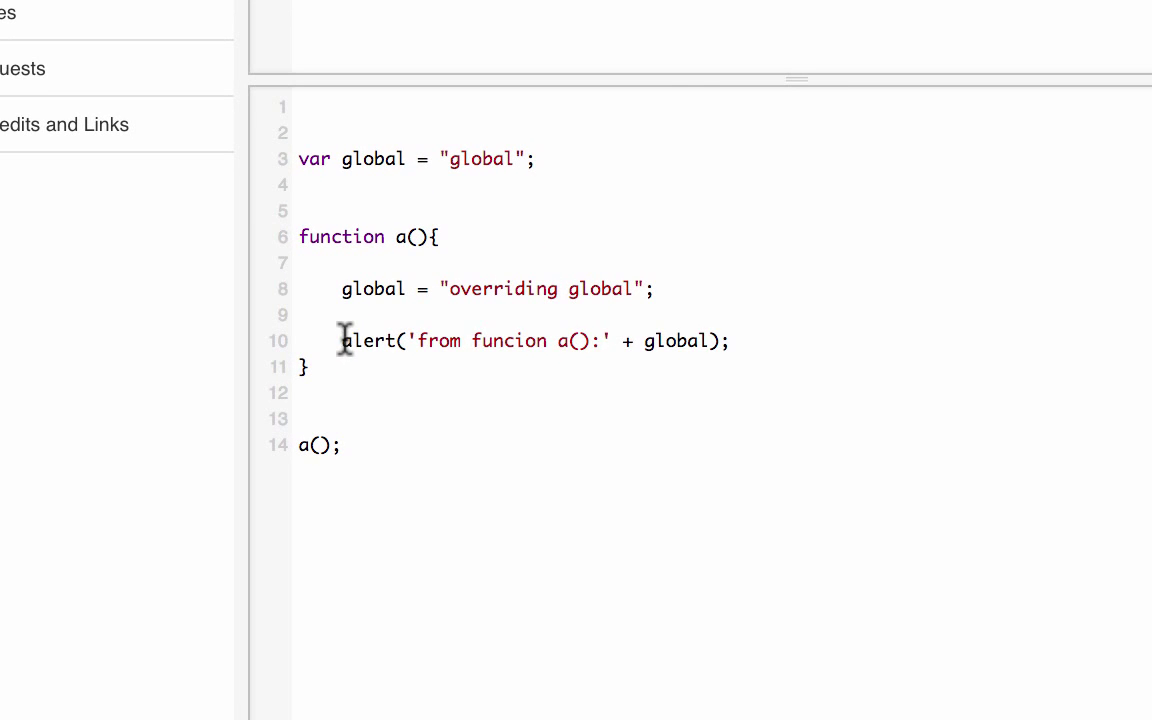 es
uests
edits and Links
1
2
3 var global = "global";
4
5
6 function a(){
7
8 global = "overriding global";
9
10 alert('from funcion a():' + global);
11 }
12
13
14 a();